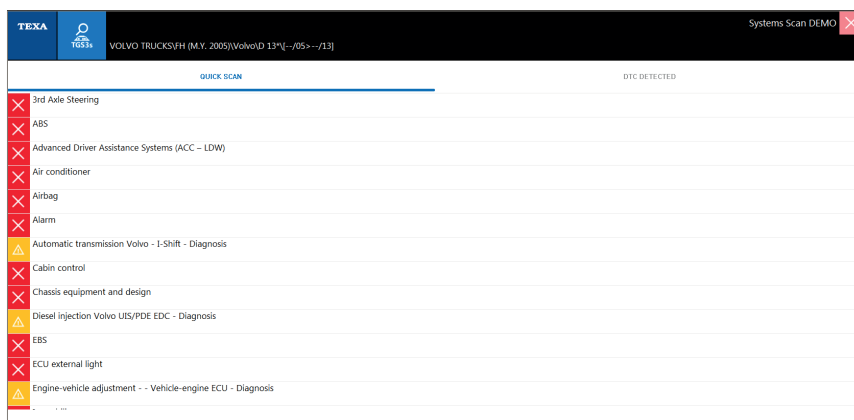 TEXA
TGS3s
VOLVO TRUCKS\FH (M.Y. 2005)\Volvo\D 13*\[--/05>--/13]
Systems Scan DEMO
QUICK SCAN
DTC DETECTED
3rd Axle Steering
ABS
Advanced Driver Assistance Systems (ACC – LDW)
Air conditioner
Airbag
Alarm
Automatic transmission Volvo - I-Shift - Diagnosis
Cabin control
Chassis equipment and design
Diesel injection Volvo UIS/PDE EDC - Diagnosis
EBS
ECU external light
Engine-vehicle adjustment - - Vehicle-engine ECU - Diagnosis